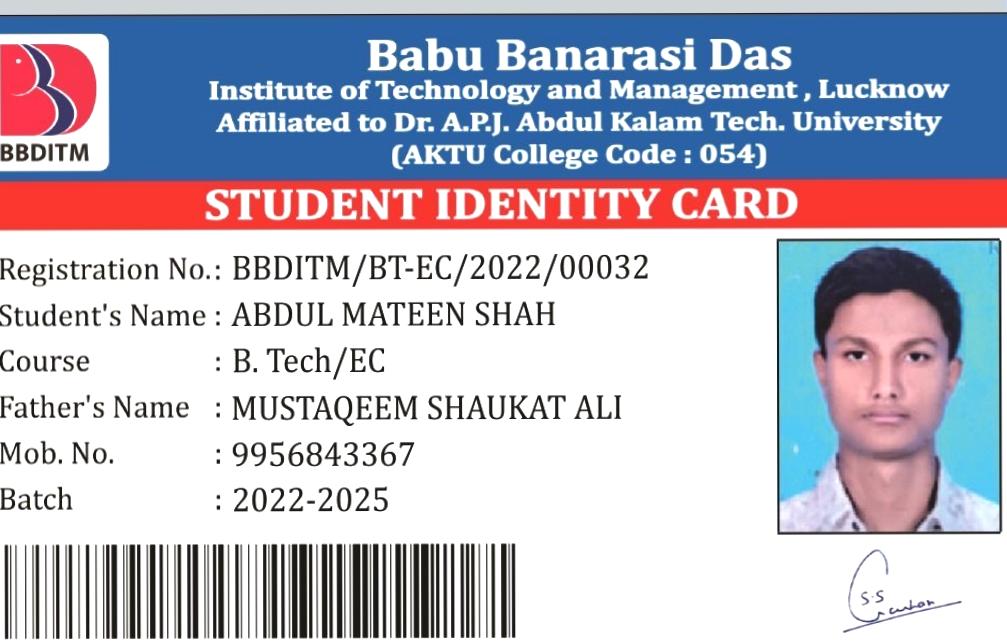 Babu Banarasi Das
Institute of Technology and Management , Lucknow
Affiliated to Dr. A.P.J. Abdul Kalam Tech. University
(AKTU College Code : 054)
BBDITM
STUDENT IDENTITY CARD
Registration No.: BBDITM/BT-EC/2022/00032
Student's Name : ABDUL MATEEN SHAH
Course : B. Tech/EC
Father's Name : MUSTAQEEM SHAUKAT ALI
Mob. No. : 9956843367
Batch : 2022-2025
S.S